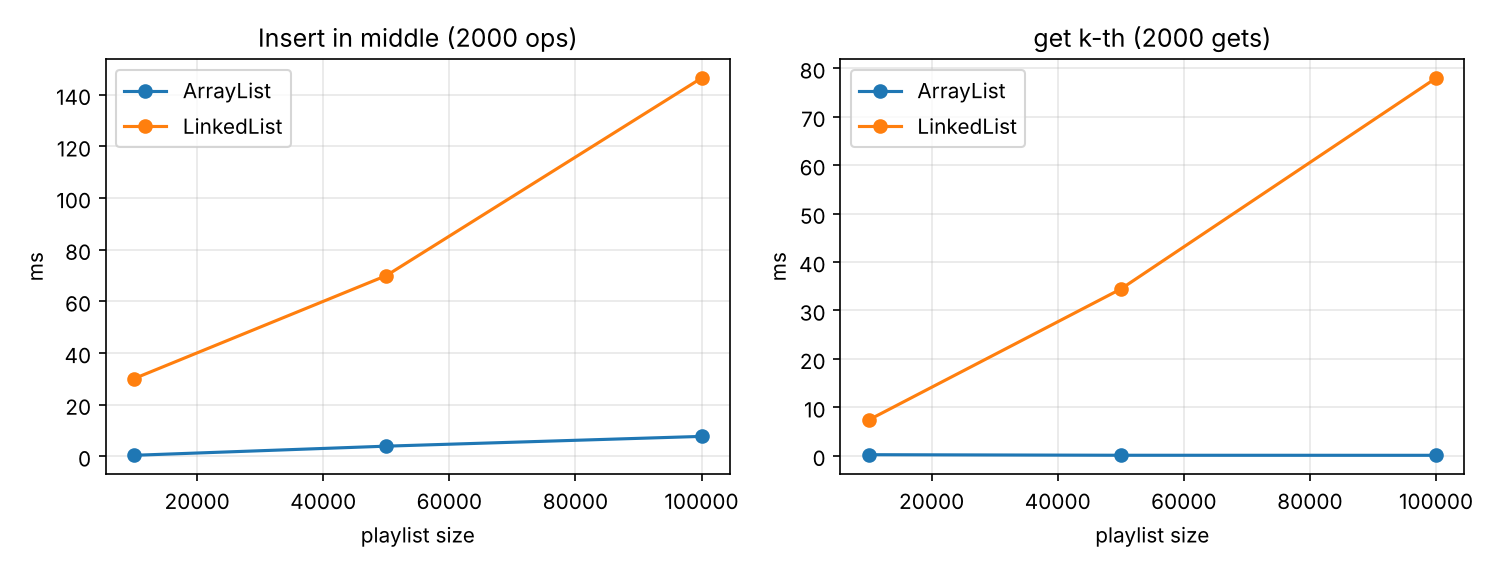 Insert in middle (2000 ops)
ArrayList
LinkedList
140
120
100
80
60
40
20
0
ms
20000 40000 60000 80000 100000
playlist size
get k-th (2000 gets)
ArrayList
LinkedList
80
70
60
50
40
30
20
10
0
ms
20000 40000 60000 80000 100000
playlist size